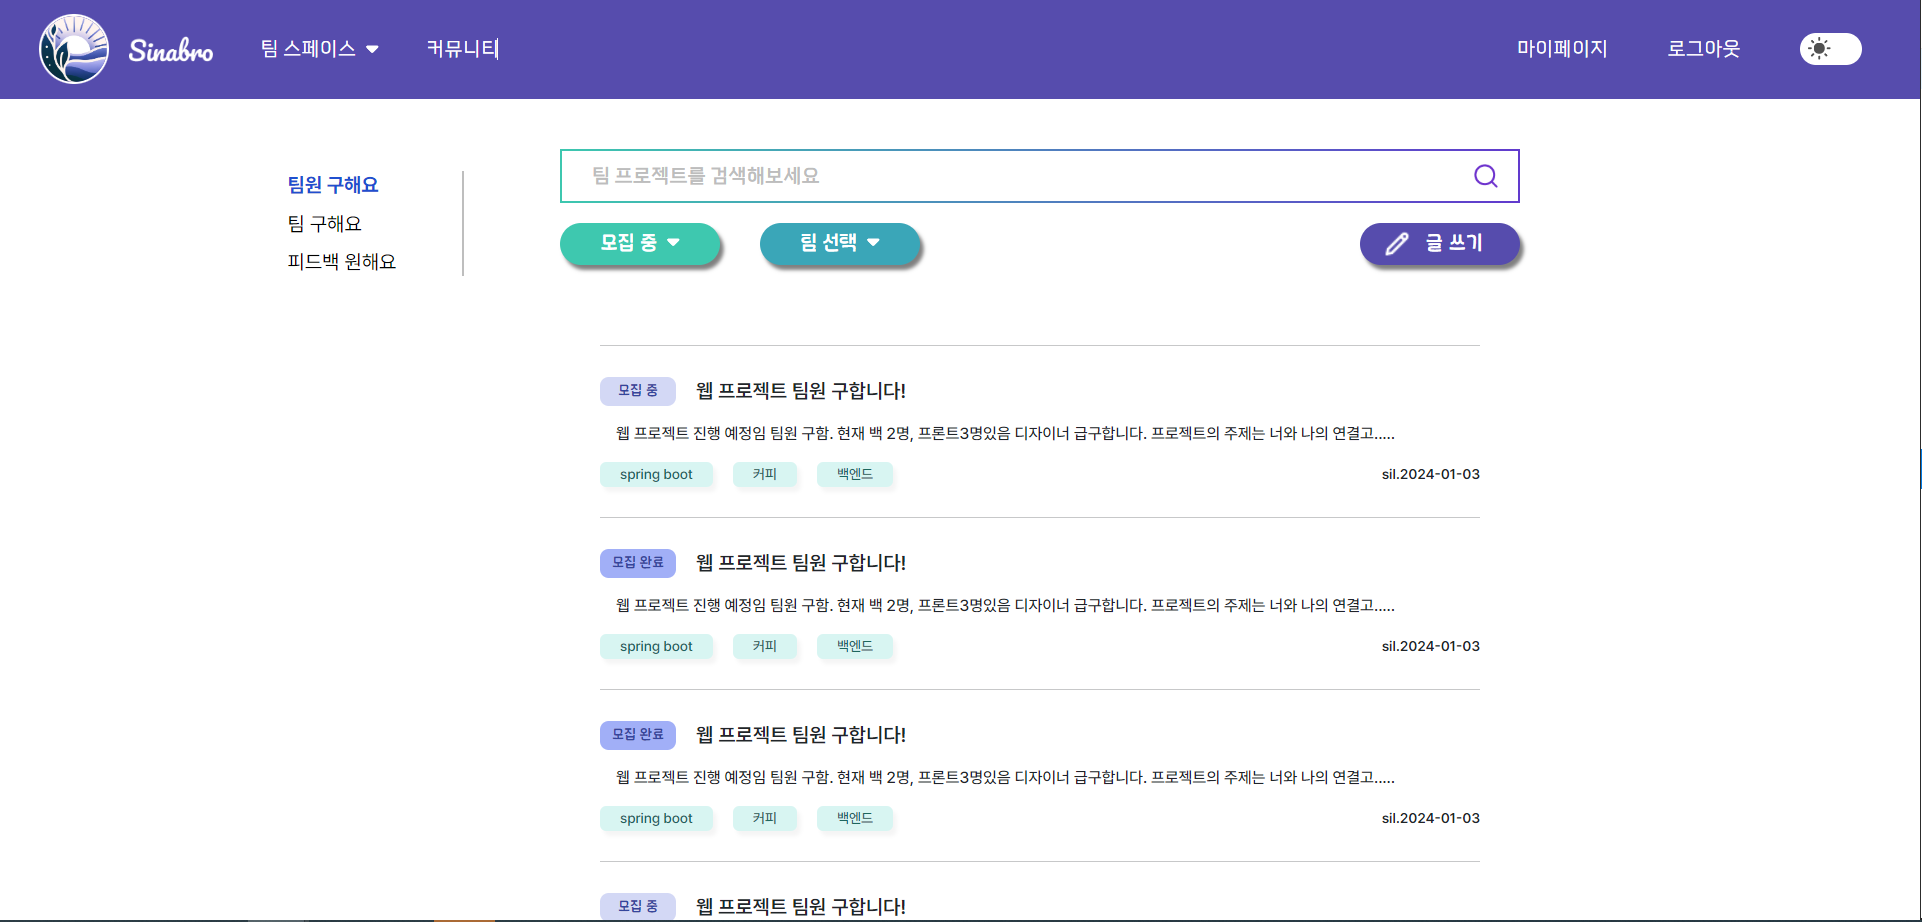 Sinabro 팀 스페이스 커뮤니티 마이페이지 로그아웃
팀 프로젝트를 검색해보세요
팀원 구해요
팀 구해요
피드백 원해요
모집 중 팀 선택 글 쓰기
모집 중 웹 프로젝트 팀원 구합니다!
웹 프로젝트 진행 예정임 팀원 구함. 현재 백 2명, 프론트3명있음 디자이너 급구합니다. 프로젝트의 주제는 너와 나의 연결고.....
spring boot 커피 백엔드 sil.2024-01-03
모집 완료 웹 프로젝트 팀원 구합니다!
웹 프로젝트 진행 예정임 팀원 구함. 현재 백 2명, 프론트3명있음 디자이너 급구합니다. 프로젝트의 주제는 너와 나의 연결고.....
spring boot 커피 백엔드 sil.2024-01-03
모집 완료 웹 프로젝트 팀원 구합니다!
웹 프로젝트 진행 예정임 팀원 구함. 현재 백 2명, 프론트3명있음 디자이너 급구합니다. 프로젝트의 주제는 너와 나의 연결고.....
spring boot 커피 백엔드 sil.2024-01-03
모집 중 웹 프로젝트 팀원 구합니다!